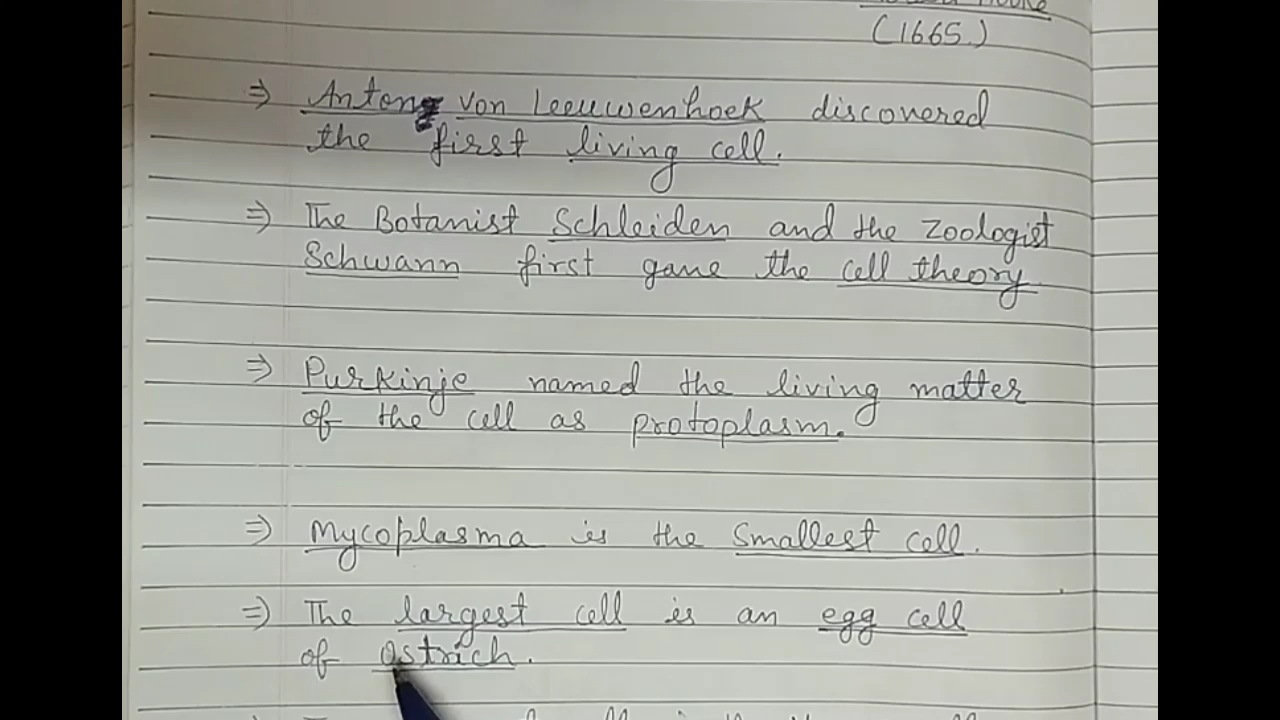 (1665)
⇒ Anton von Leeuwenhoek discovered
the first living cell.
⇒ The Botanist Schleiden and the Zoologist
Schwann first gave the cell theory.
⇒ Purkinje named the living matter
of the cell as protoplasm.
⇒ Mycoplasma is the smallest cell.
⇒ The largest cell is an egg cell
of Ostrich.